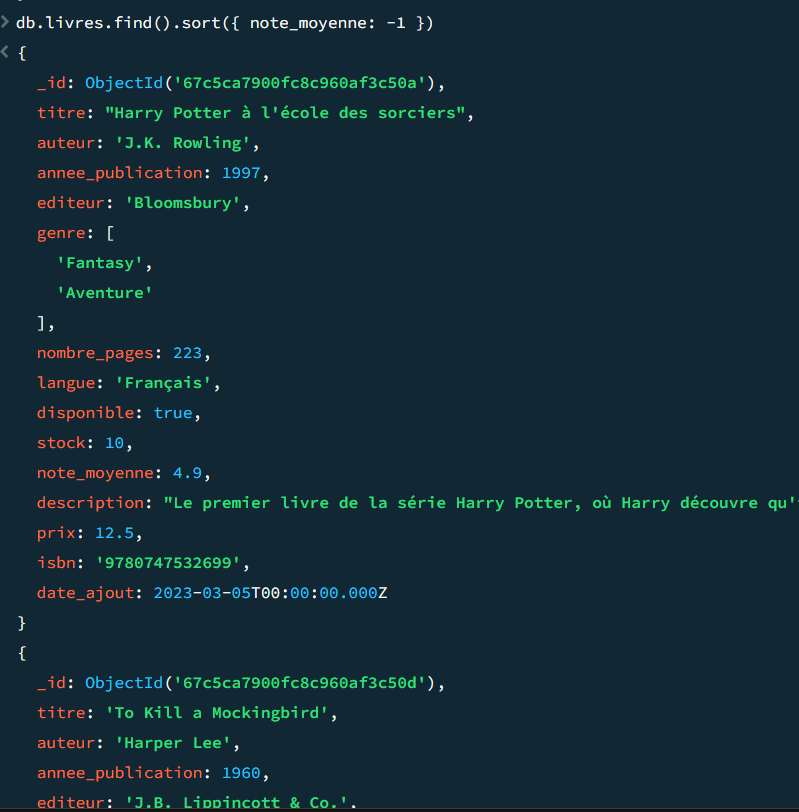 db.livres.find().sort({ note_moyenne: -1 })
{
_id: ObjectId('67c5ca7900fc8c960af3c50a'),
titre: "Harry Potter à l'école des sorciers",
auteur: 'J.K. Rowling',
annee_publication: 1997,
editeur: 'Bloomsbury',
genre: [
'Fantasy',
'Aventure'
],
nombre_pages: 223,
langue: 'Français',
disponible: true,
stock: 10,
note_moyenne: 4.9,
description: "Le premier livre de la série Harry Potter, où Harry découvre qu'
prix: 12.5,
isbn: '9780747532699',
date_ajout: 2023-03-05T00:00:00.000Z
}
{
_id: ObjectId('67c5ca7900fc8c960af3c50d'),
titre: 'To Kill a Mockingbird',
auteur: 'Harper Lee',
annee_publication: 1960,
editeur: 'J.B. Lippincott & Co.',